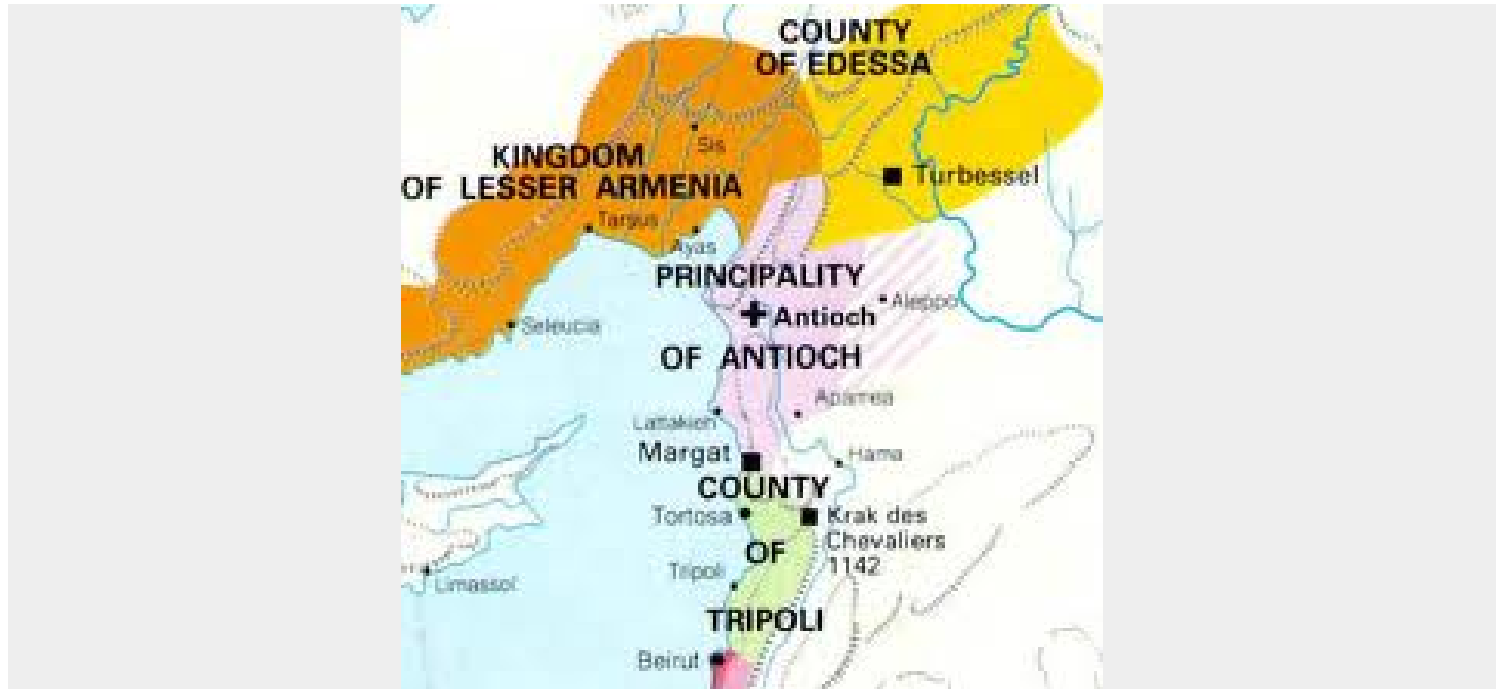 COUNTY
OF EDESSA
Sis
KINGDOM
OF LESSER ARMENIA
Turbessel
Tarsus
Ayas
PRINCIPALITY
Aleppo
Antioch
Seleucia
OF ANTIOCH
Apamea
Lattakieh
Margat
Hama
COUNTY
Tortosa
Krak des
Chevaliers
1142
OF
Tripoli
Limassol
TRIPOLI
Beirut